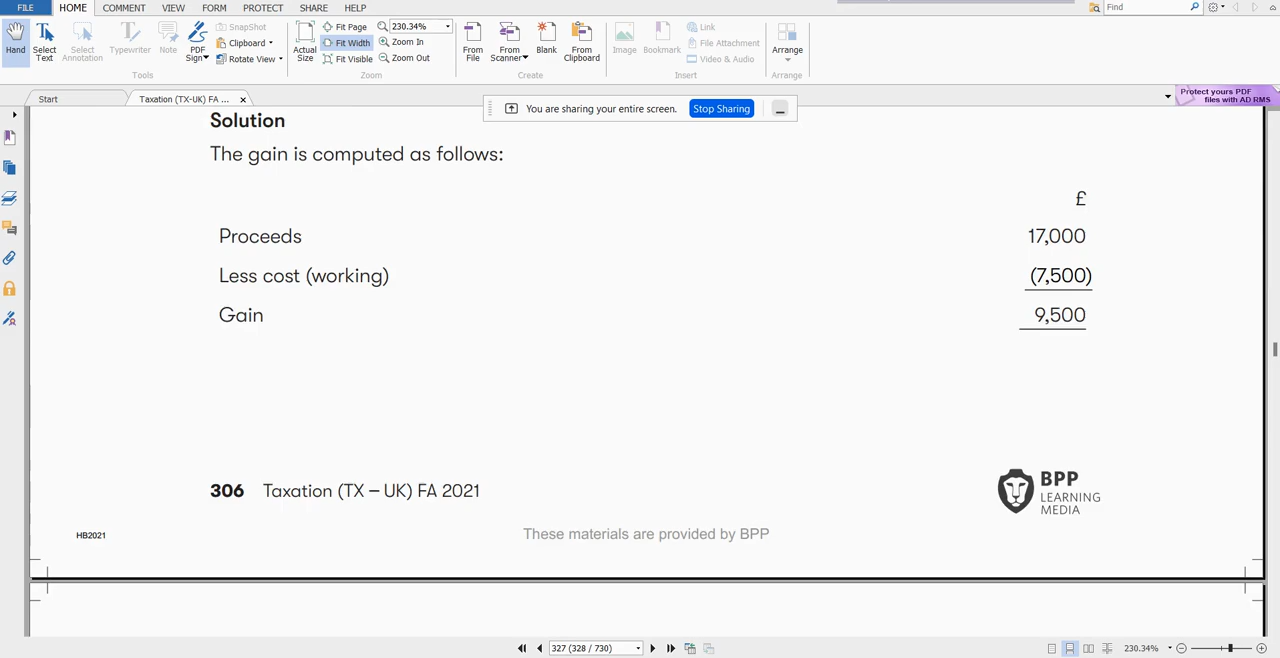 FILE HOME COMMENT VIEW FORM PROTECT SHARE HELP Find
Hand
Select Text
Select Annotation
Typewriter
Note
PDF Sign
SnapShot
Clipboard
Rotate View
Tools
Actual Size
Fit Page
Fit Width
Fit Visible
230.34%
Zoom In
Zoom Out
Zoom
From File
From Scanner
Blank
From Clipboard
Create
Image
Bookmark
Link
File Attachment
Video & Audio
Insert
Arrange
Arrange
Start
Taxation (TX-UK) FA ... x
You are sharing your entire screen. Stop Sharing
Protect yours PDF
files with AD RMS
Solution
The gain is computed as follows:
£
Proceeds 17,000
Less cost (working) (7,500)
Gain 9,500
306 Taxation (TX – UK) FA 2021
BPP
LEARNING
MEDIA
These materials are provided by BPP
HB2021
327 (328 / 730)
230.34%